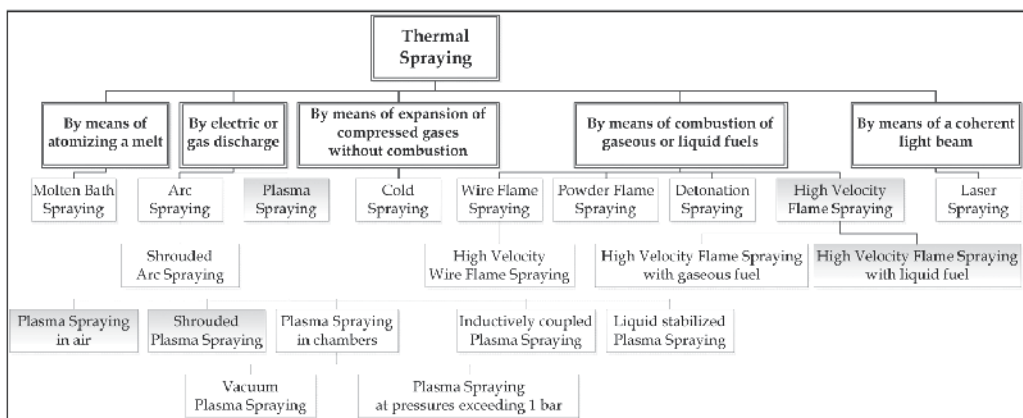 Thermal
Spraying
By means of
atomizing a melt
By electric or
gas discharge
By means of expansion of
compressed gases
without combustion
By means of combustion of
gaseous or liquid fuels
By means of a coherent
light beam
Molten Bath
Spraying
Arc
Spraying
Plasma
Spraying
Cold
Spraying
Wire Flame
Spraying
Powder Flame
Spraying
Detonation
Spraying
High Velocity
Flame Spraying
Laser
Spraying
Shrouded
Arc Spraying
High Velocity
Wire Flame Spraying
High Velocity Flame Spraying
with gaseous fuel
High Velocity Flame Spraying
with liquid fuel
Plasma Spraying
in air
Shrouded
Plasma Spraying
Plasma Spraying
in chambers
Inductively coupled
Plasma Spraying
Liquid stabilized
Plasma Spraying
Vacuum
Plasma Spraying
Plasma Spraying
at pressures exceeding 1 bar